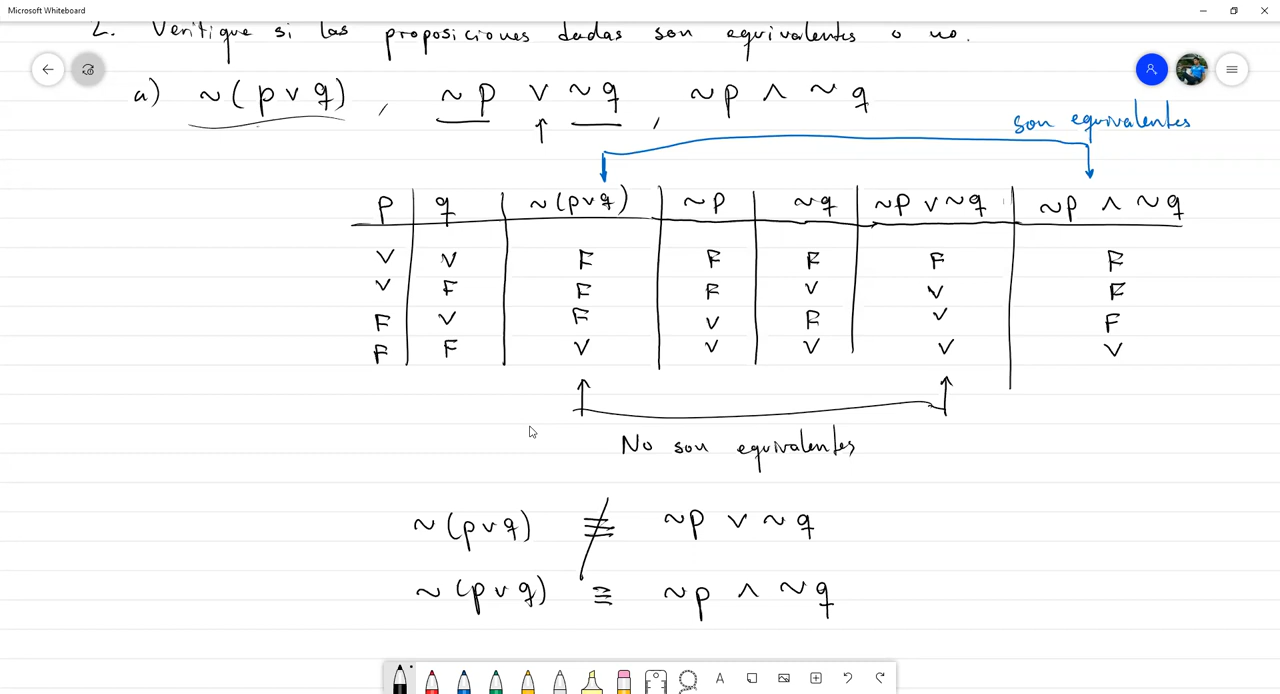 Microsoft Whiteboard
2. Verifique si las proposiciones dadas son equivalentes o no.
a) ~(p ∨ q) , ~p ∨ ~q , ~p ∧ ~q
son equivalentes
p q ~(p∨q) ~p ~q ~p ∨ ~q ~p ∧ ~q
V V F F F F F
V F F F V V F
F V F V F V F
F F V V V V V
No son equivalentes
~(p∨q) ≢ ~p ∨ ~q
~(p∨q) ≡ ~p ∧ ~q
A